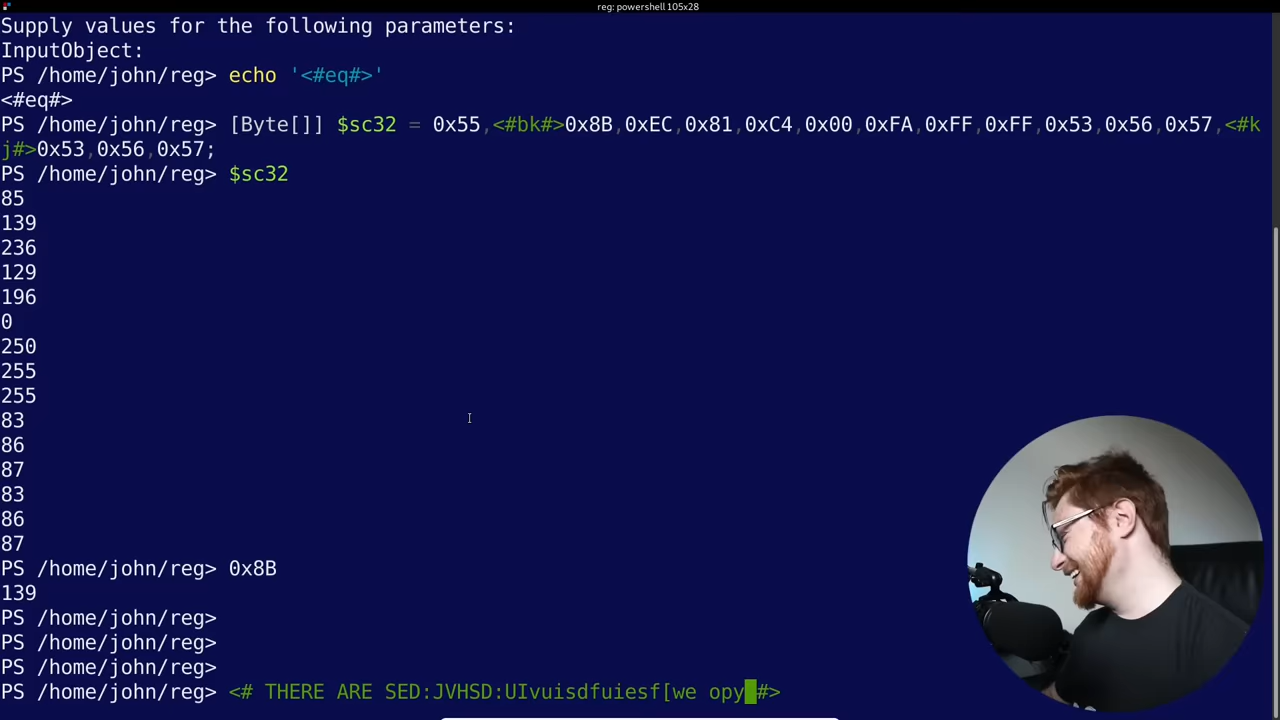 reg: powershell 105x28
Supply values for the following parameters:
InputObject:
PS /home/john/reg> echo '<#eq#>'
<#eq#>
PS /home/john/reg> [Byte[]] $sc32 = 0x55,<#bk#>0x8B,0xEC,0x81,0xC4,0x00,0xFA,0xFF,0xFF,0x53,0x56,0x57,<#k
j#>0x53,0x56,0x57;
PS /home/john/reg> $sc32
85
139
236
129
196
0
250
255
255
83
86
87
83
86
87
PS /home/john/reg> 0x8B
139
PS /home/john/reg>
PS /home/john/reg>
PS /home/john/reg>
PS /home/john/reg> <# THERE ARE SED:JVHSD:UIvuisdfuiesf[we opy #>